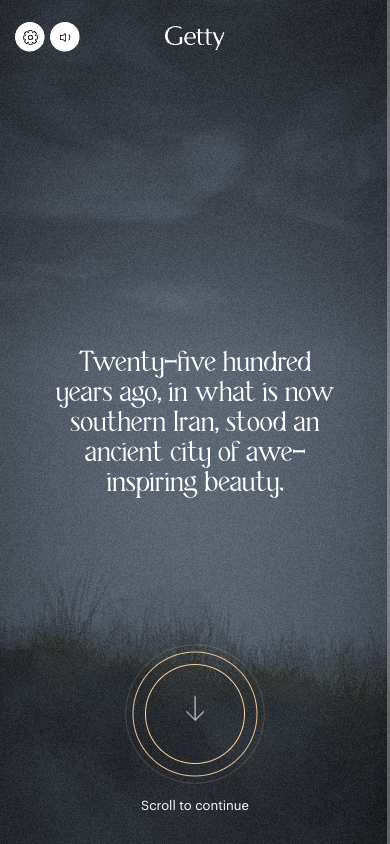 Getty
Twenty-five hundred
years ago, in what is now
southern Iran, stood an
ancient city of awe-
inspiring beauty.
Scroll to continue